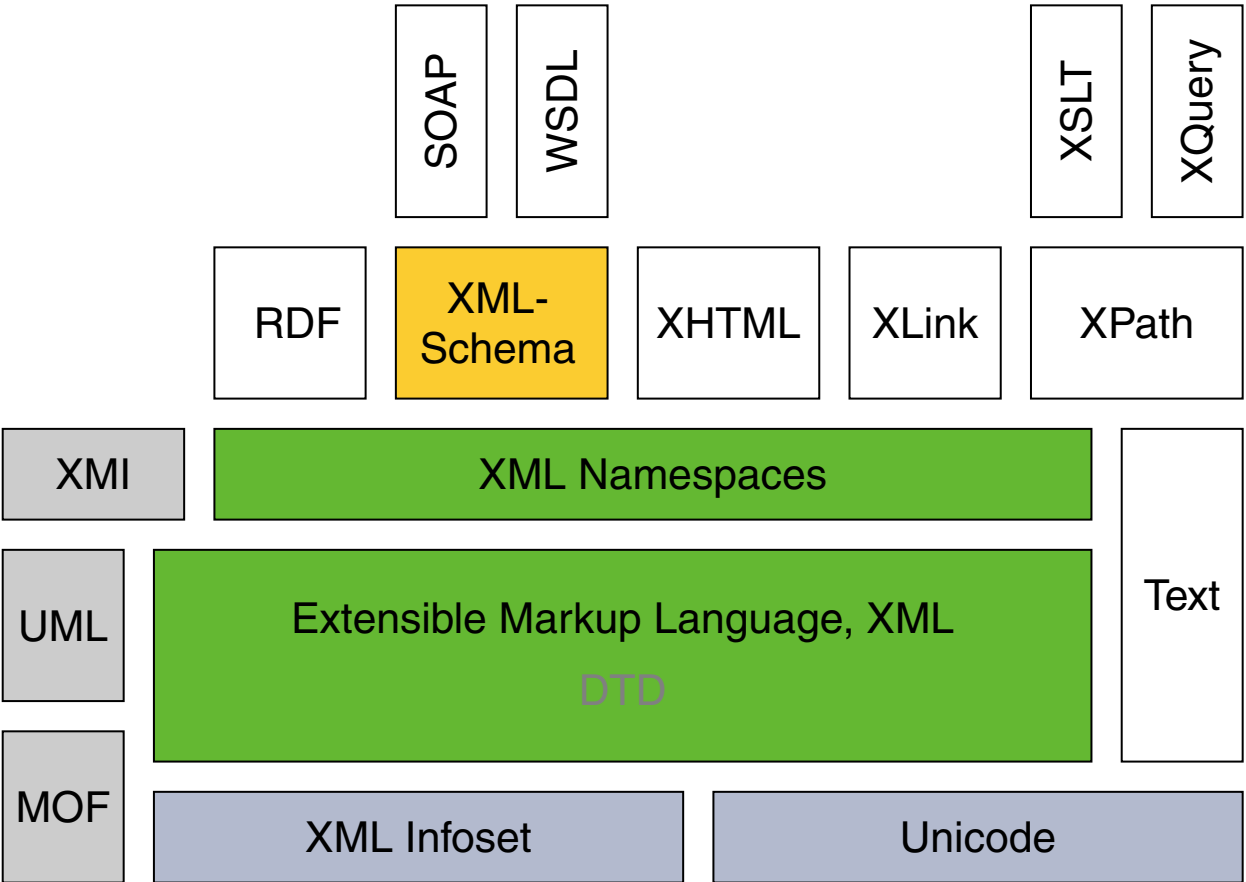 SOAP
WSDL
XSLT
XQuery
RDF
XML-
Schema
XHTML
XLink
XPath
XMI
XML Namespaces
UML
Extensible Markup Language, XML
DTD
Text
MOF
XML Infoset
Unicode